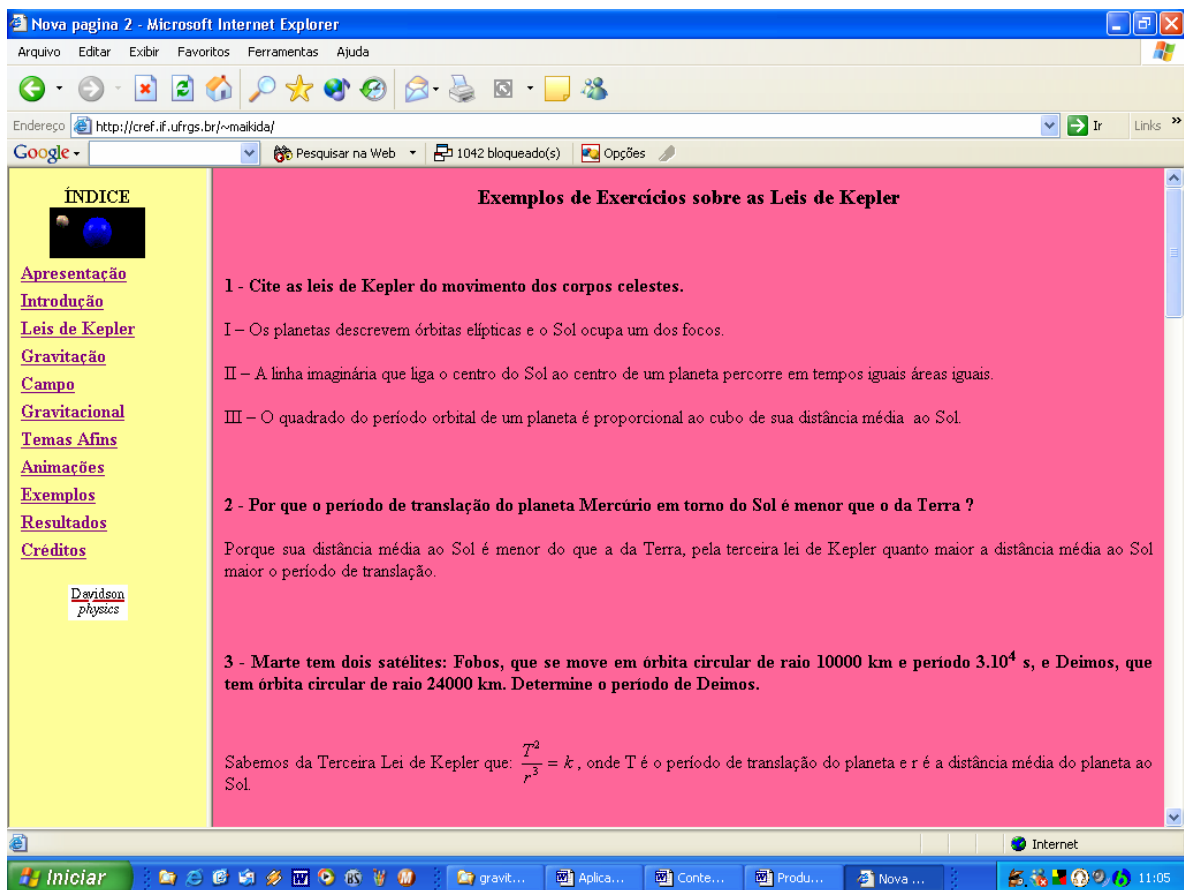 Nova pagina 2 - Microsoft Internet Explorer
Arquivo Editar Exibir Favoritos Ferramentas Ajuda
Endereço http://cref.if.ufrgs.br/~maikida/ Ir Links »
Google Pesquisar na Web 1042 bloqueado(s) Opções
ÍNDICE
Apresentação
Introdução
Leis de Kepler
Gravitação
Campo
Gravitacional
Temas Afins
Animações
Exemplos
Resultados
Créditos
Davidson
physics
Exemplos de Exercícios sobre as Leis de Kepler
1 - Cite as leis de Kepler do movimento dos corpos celestes.
I – Os planetas descrevem órbitas elípticas e o Sol ocupa um dos focos.
II – A linha imaginária que liga o centro do Sol ao centro de um planeta percorre em tempos iguais áreas iguais.
III – O quadrado do período orbital de um planeta é proporcional ao cubo de sua distância média ao Sol.
2 - Por que o período de translação do planeta Mercúrio em torno do Sol é menor que o da Terra ?
Porque sua distância média ao Sol é menor do que a da Terra, pela terceira lei de Kepler quanto maior a distância média ao Sol
maior o período de translação.
3 - Marte tem dois satélites: Fobos, que se move em órbita circular de raio 10000 km e período 3.10⁴ s, e Deimos, que
tem órbita circular de raio 24000 km. Determine o período de Deimos.
Sabemos da Terceira Lei de Kepler que: T²/r³ = k , onde T é o período de translação do planeta e r é a distância média do planeta ao
Sol.
Internet
Iniciar gravit... Aplica... Conte... Produ... Nova ... 11:05